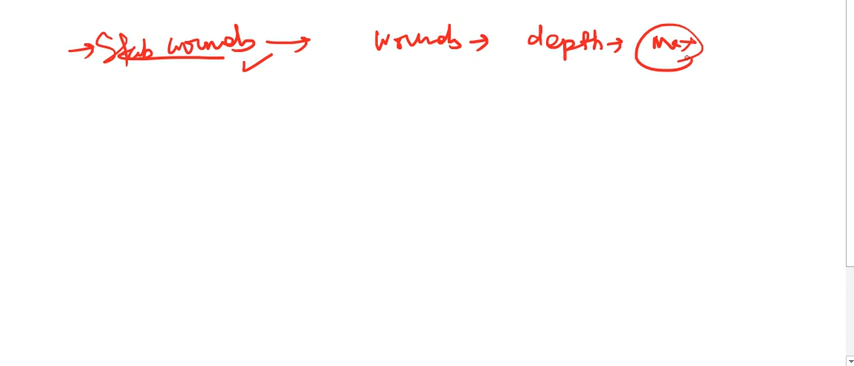 → Stab wounds → wounds → depth → max